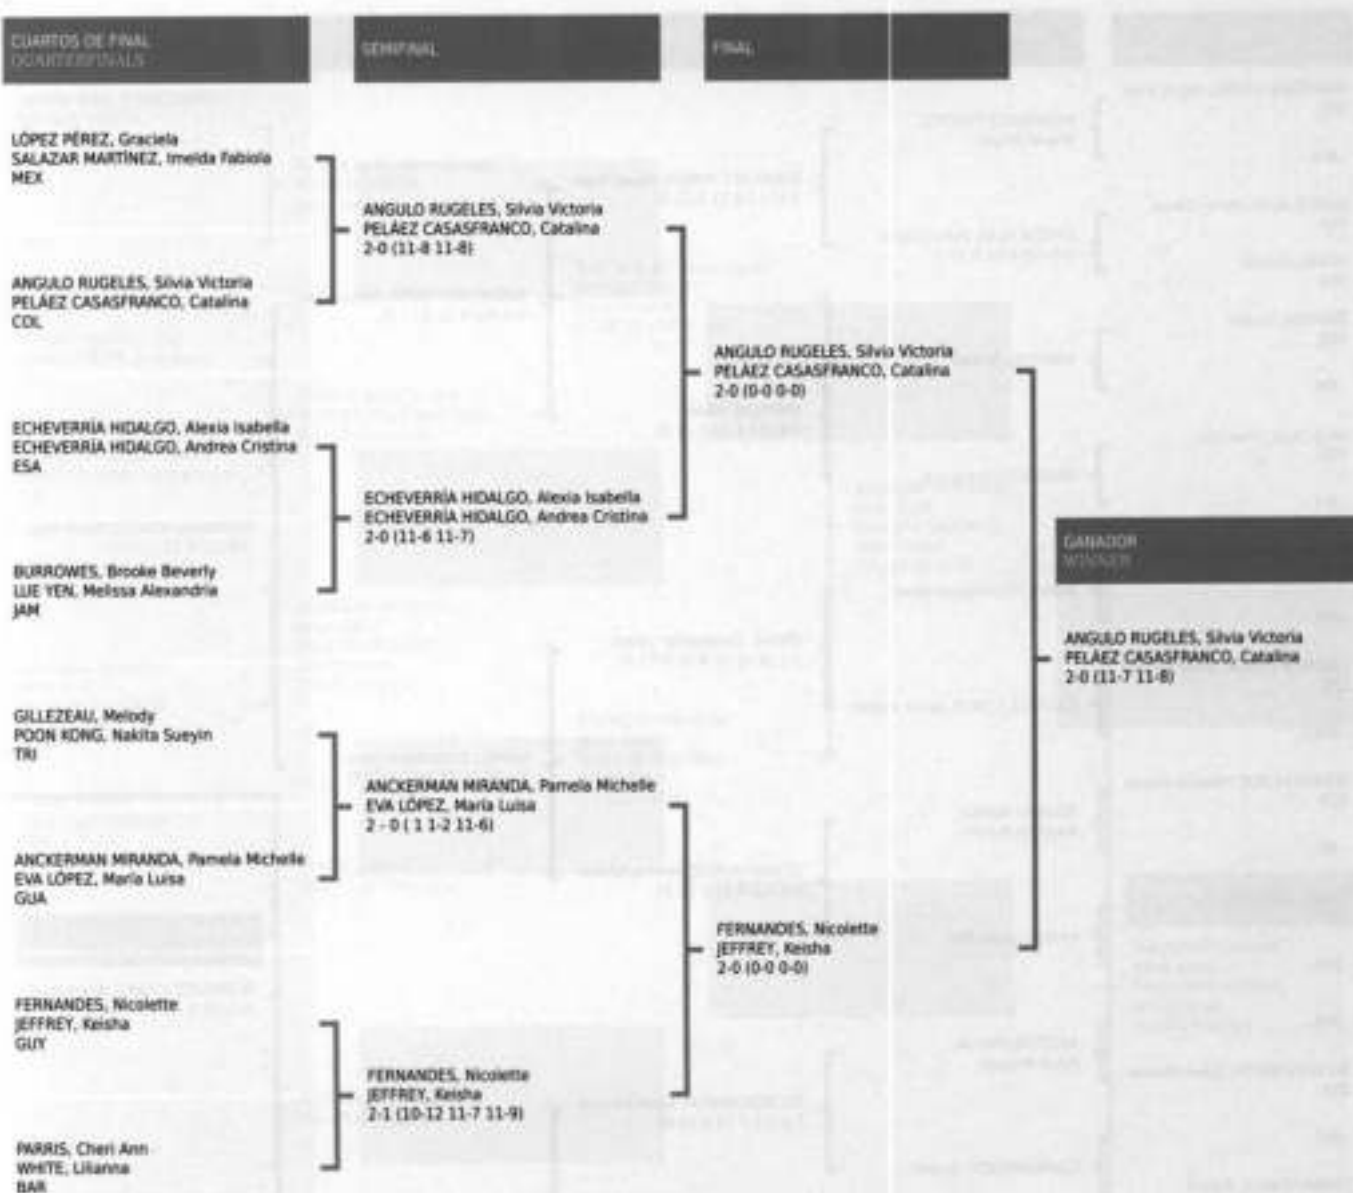 CUARTOS DE FINAL
QUARTERFINALS
SEMIFINAL
FINAL
LÓPEZ PÉREZ, Graciela
SALAZAR MARTÍNEZ, Imelda Fabiola
MEX
ANGULO RUGELES, Silvia Victoria
PELÁEZ CASASFRANCO, Catalina
COL
ECHEVERRÍA HIDALGO, Alexia Isabella
ECHEVERRÍA HIDALGO, Andrea Cristina
ESA
BURROWES, Brooke Beverly
LUE YEN, Melissa Alexandria
JAM
GILLEZEAU, Melody
POON KONG, Nakita Sueyin
TRI
ANCKERMAN MIRANDA, Pamela Michelle
EVA LÓPEZ, María Luisa
GUA
FERNANDES, Nicolette
JEFFREY, Keisha
GUY
PARRIS, Cheri Ann
WHITE, Lilianna
BAR
ANGULO RUGELES, Silvia Victoria
PELÁEZ CASASFRANCO, Catalina
2-0 (11-8 11-8)
ECHEVERRÍA HIDALGO, Alexia Isabella
ECHEVERRÍA HIDALGO, Andrea Cristina
2-0 (11-6 11-7)
ANCKERMAN MIRANDA, Pamela Michelle
EVA LÓPEZ, María Luisa
2 - 0 ( 1 1-2 11-6)
FERNANDES, Nicolette
JEFFREY, Keisha
2-1 (10-12 11-7 11-9)
ANGULO RUGELES, Silvia Victoria
PELÁEZ CASASFRANCO, Catalina
2-0 (0-0 0-0)
FERNANDES, Nicolette
JEFFREY, Keisha
2-0 (0-0 0-0)
GANADOR
WINNER
ANGULO RUGELES, Silvia Victoria
PELÁEZ CASASFRANCO, Catalina
2-0 (11-7 11-8)